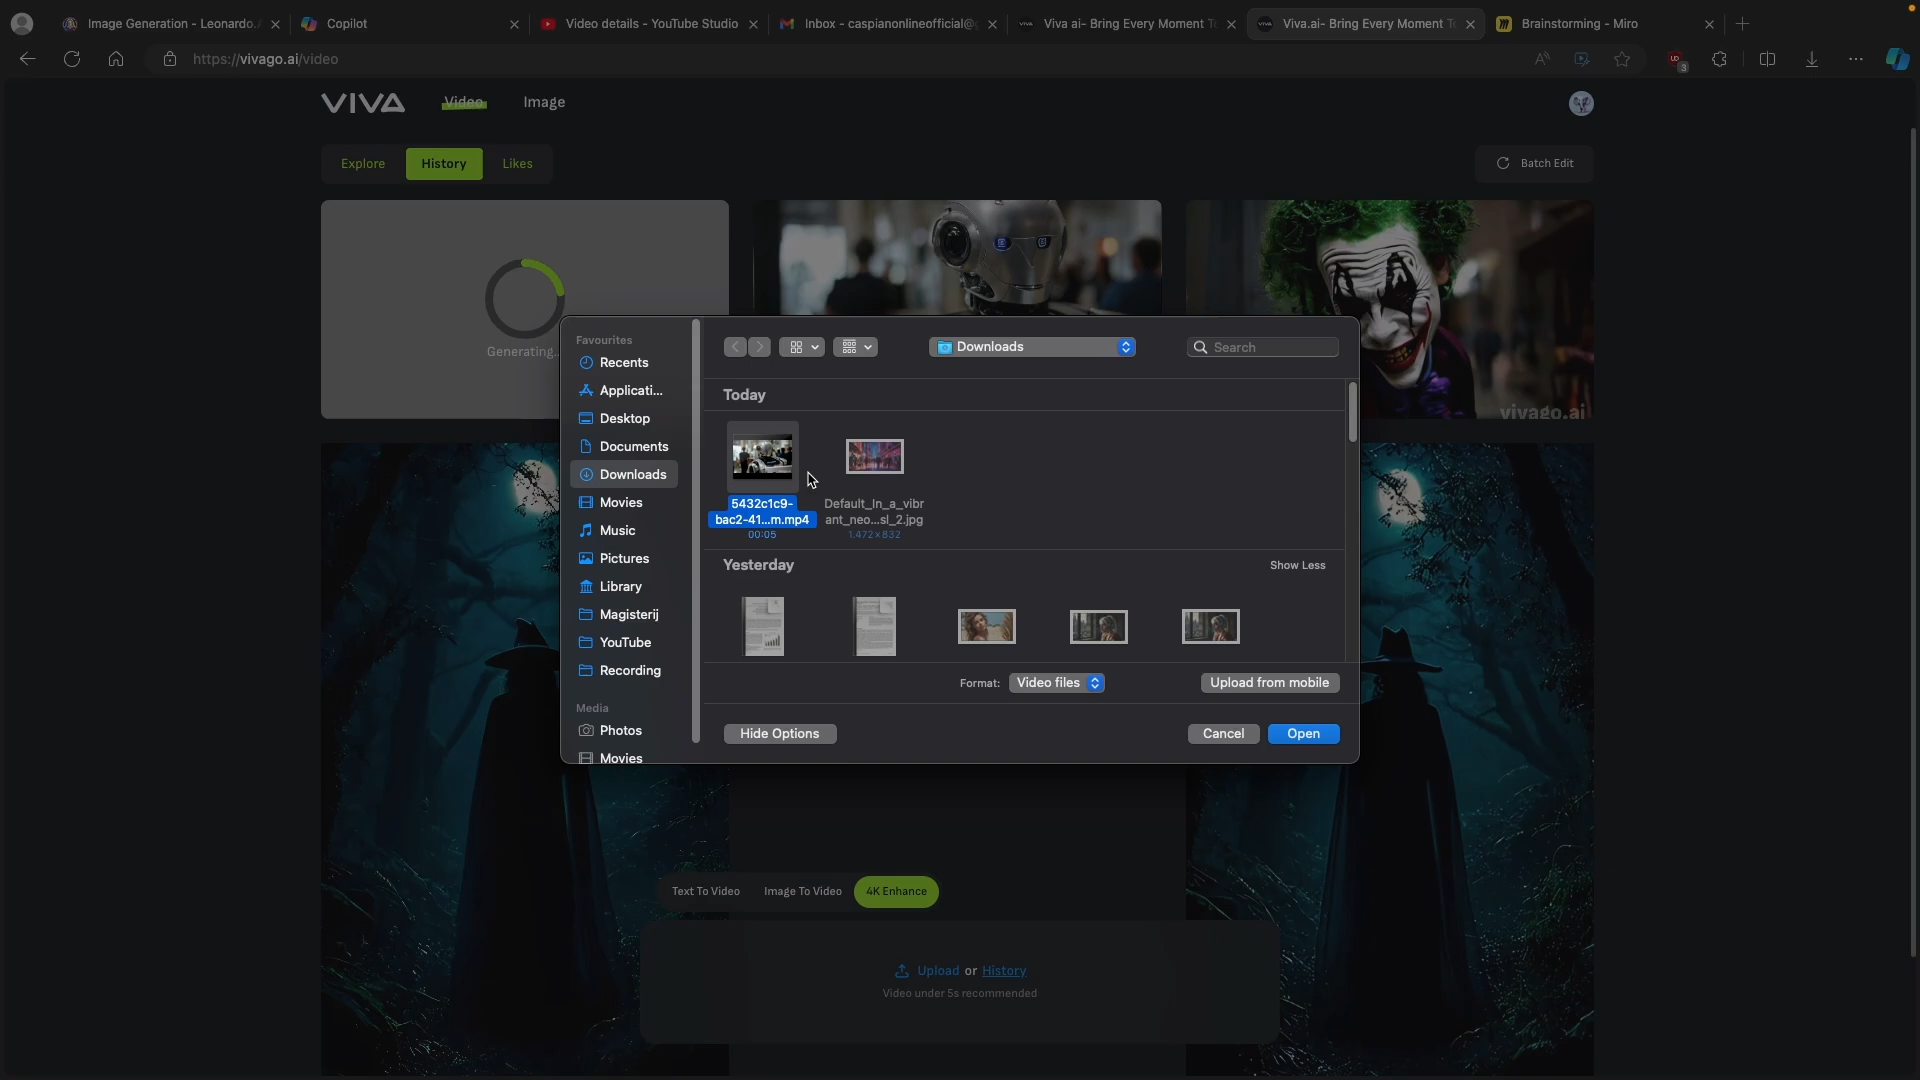 Image Generation - Leonardo.
Copilot
Video details - YouTube Studio
Inbox - caspianonlineofficial@g
Viva ai- Bring Every Moment T
Viva.ai- Bring Every Moment T
Brainstorming - Miro
https://vivago.ai/video
3
VIVA
Video
Image
Explore
History
Likes
Batch Edit
Generating...
vivago.ai
Favourites
Recents
Applicati...
Desktop
Documents
Downloads
Movies
Music
Pictures
Library
Magisterij
YouTube
Recording
Media
Photos
Movies
Downloads
Search
Today
5432c1c9-
bac2-41...m.mp4
00:05
Default_In_a_vibr
ant_neo...sl_2.jpg
1.472×832
Yesterday
Show Less
Format:
Video files
Upload from mobile
Hide Options
Cancel
Open
Text To Video
Image To Video
4K Enhance
Upload or History
Video under 5s recommended